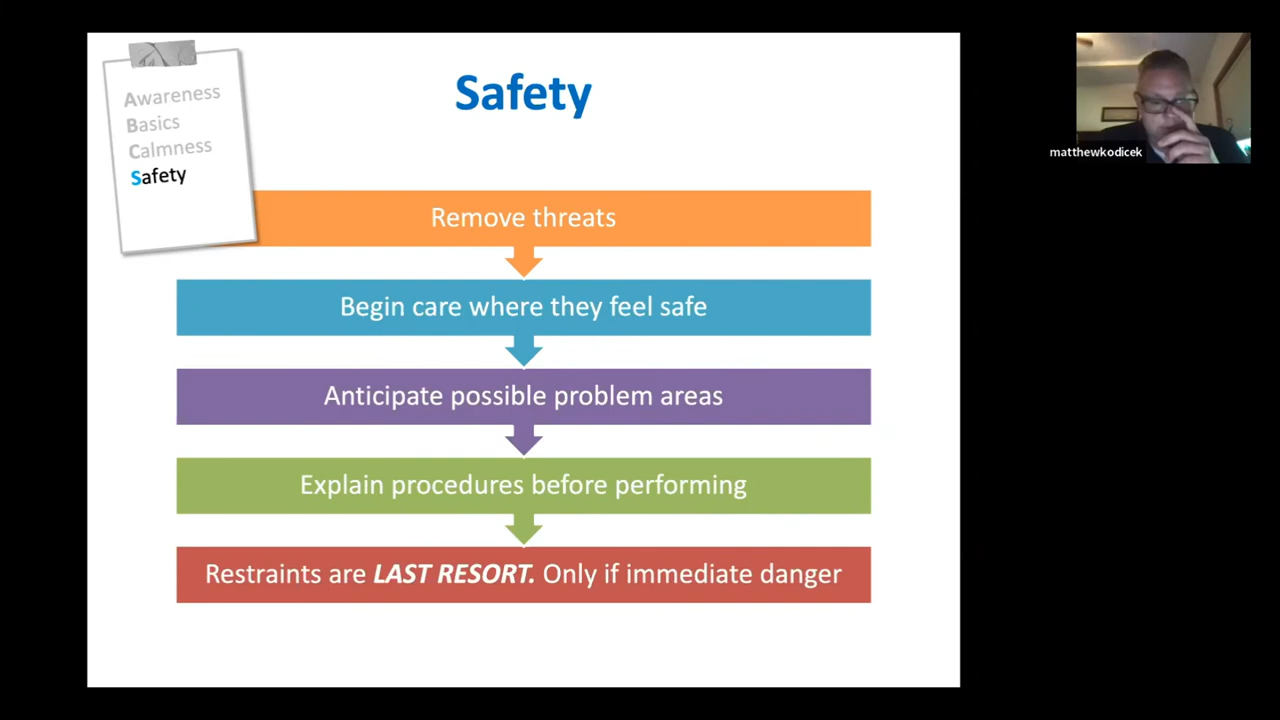 Awareness
Basics
Calmness
Safety
Safety
Remove threats
Begin care where they feel safe
Anticipate possible problem areas
Explain procedures before performing
Restraints are LAST RESORT. Only if immediate danger
matthewkodicek